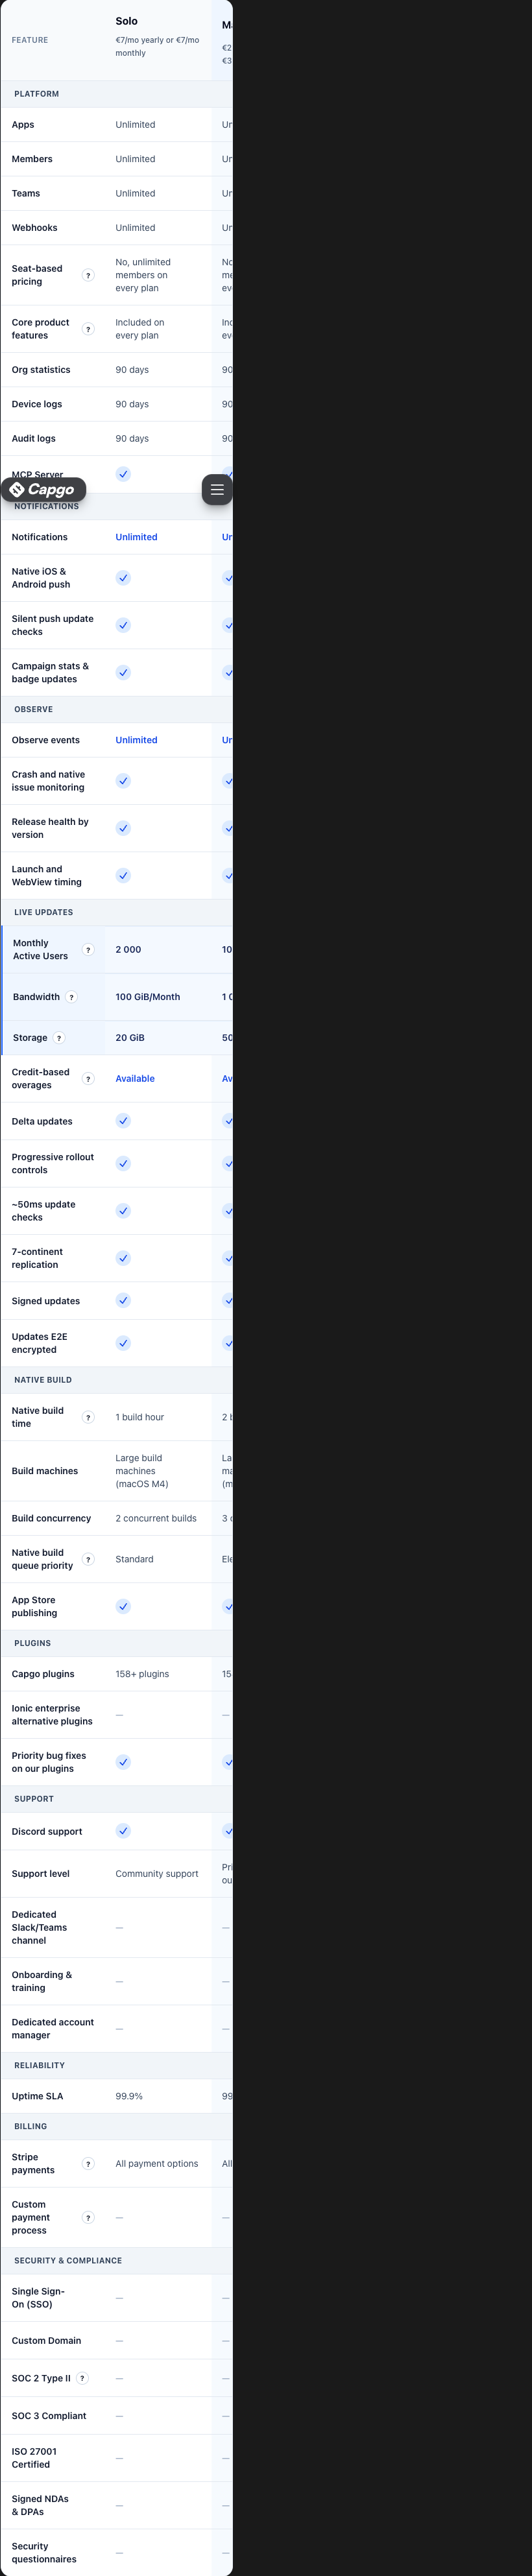 FEATURE
Solo
€7/mo yearly or €7/mo
monthly
PLATFORM
Apps
Unlimited
Members
Unlimited
Teams
Unlimited
Webhooks
Unlimited
Seat-based
pricing
?
No, unlimited
members on
every plan
Core product
features
?
Included on
every plan
Org statistics
90 days
90
Device logs
90 days
90
Audit logs
90 days
90
MCP Server
Capgo
NOTIFICATIONS
Notifications
Unlimited
Native iOS &
Android push
Silent push update
checks
Campaign stats &
badge updates
OBSERVE
Observe events
Unlimited
Crash and native
issue monitoring
Release health by
version
Launch and
WebView timing
LIVE UPDATES
Monthly
Active Users
?
2 000
10
Bandwidth
?
100 GiB/Month
Storage
?
20 GiB
50
Credit-based
overages
?
Available
Delta updates
Progressive rollout
controls
~50ms update
checks
7-continent
replication
Signed updates
Updates E2E
encrypted
NATIVE BUILD
Native build
time
?
1 build hour
Build machines
Large build
machines
(macOS M4)
Build concurrency
2 concurrent builds
Native build
queue priority
?
Standard
App Store
publishing
PLUGINS
Capgo plugins
158+ plugins
15
Ionic enterprise
alternative plugins
—
—
Priority bug fixes
on our plugins
SUPPORT
Discord support
Support level
Community support
Dedicated
Slack/Teams
channel
—
—
Onboarding &
training
—
—
Dedicated account
manager
—
—
RELIABILITY
Uptime SLA
99.9%
99
BILLING
Stripe
payments
?
All payment options
All
Custom
payment
process
?
—
—
SECURITY & COMPLIANCE
Single Sign-
On (SSO)
—
—
Custom Domain
—
—
SOC 2 Type II
?
—
—
SOC 3 Compliant
—
—
ISO 27001
Certified
—
—
Signed NDAs
& DPAs
—
—
Security
questionnaires
—
—